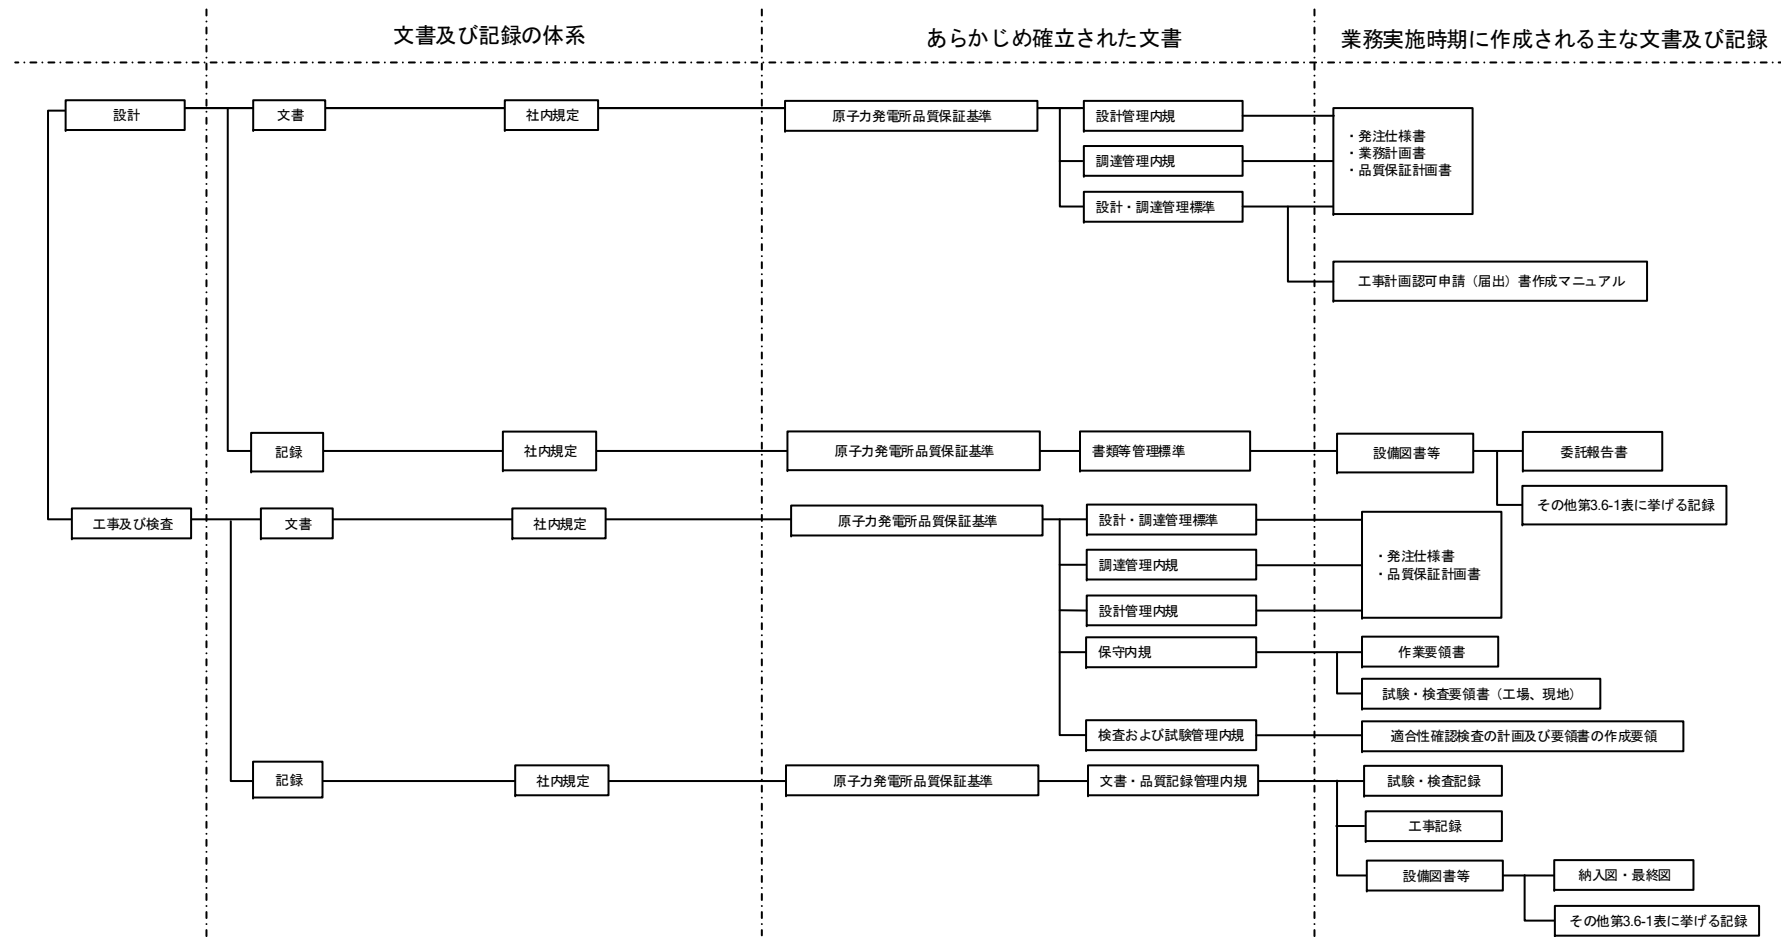 文書及び記録の体系
あらかじめ確立された文書
業務実施時期に作成される主な文書及び記録
設計
文書
社内規定
原子力発電所品質保証基準
設計管理内規
・発注仕様書
・業務計画書
・品質保証計画書
調達管理内規
設計・調達管理標準
工事計画認可申請（届出）書作成マニュアル
記録
社内規定
原子力発電所品質保証基準
書類等管理標準
設備図書等
委託報告書
その他第3.6-1表に挙げる記録
工事及び検査
文書
社内規定
原子力発電所品質保証基準
設計・調達管理標準
・発注仕様書
・品質保証計画書
調達管理内規
設計管理内規
保守内規
作業要領書
試験・検査要領書（工場、現地）
検査および試験管理内規
適合性確認検査の計画及び要領書の作成要領
記録
社内規定
原子力発電所品質保証基準
文書・品質記録管理内規
試験・検査記録
工事記録
設備図書等
納入図・最終図
その他第3.6-1表に挙げる記録